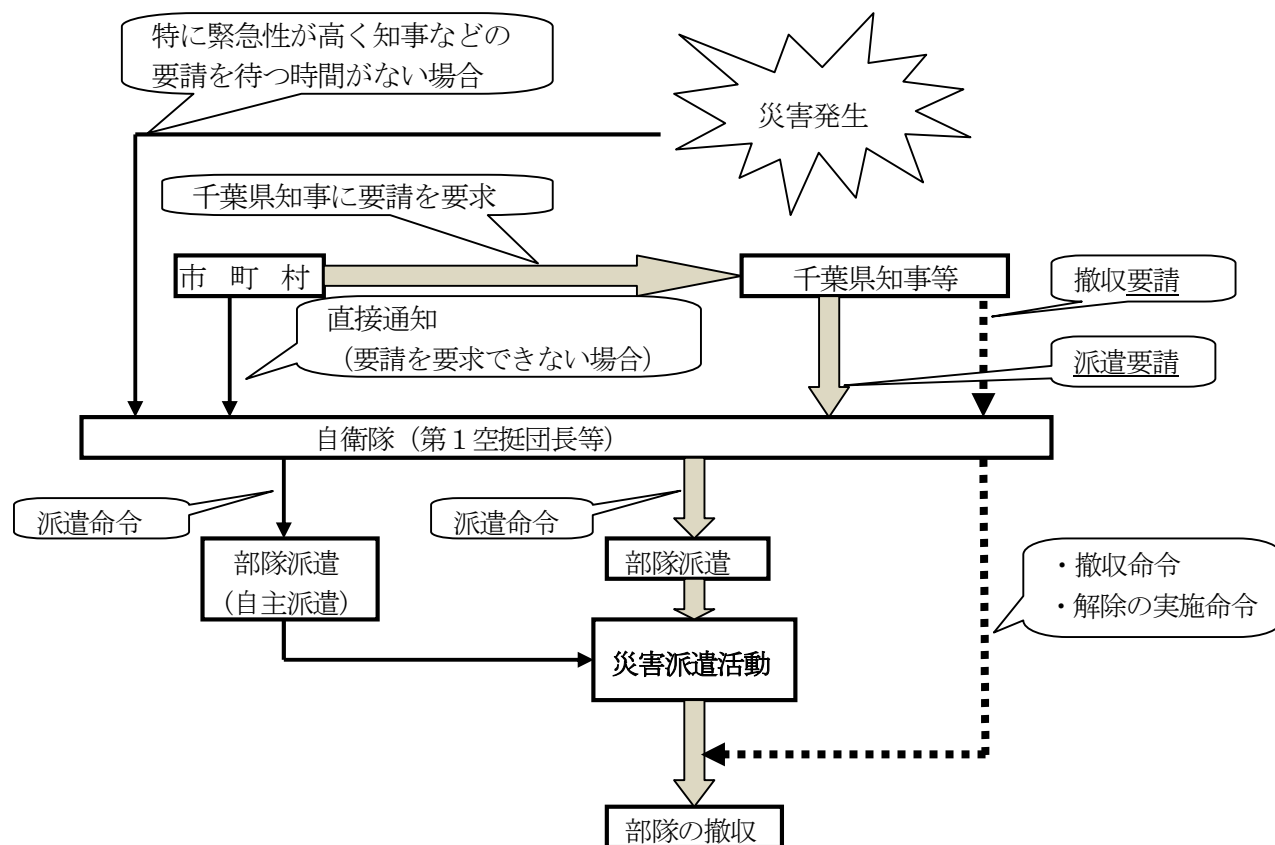 特に緊急性が高く知事などの
要請を待つ時間がない場合
災害発生
千葉県知事に要請を要求
市 町 村
千葉県知事等
撤収要請
直接通知
（要請を要求できない場合）
派遣要請
自衛隊（第１空挺団長等）
派遣命令
派遣命令
部隊派遣
（自主派遣）
部隊派遣
・撤収命令
・解除の実施命令
災害派遣活動
部隊の撤収